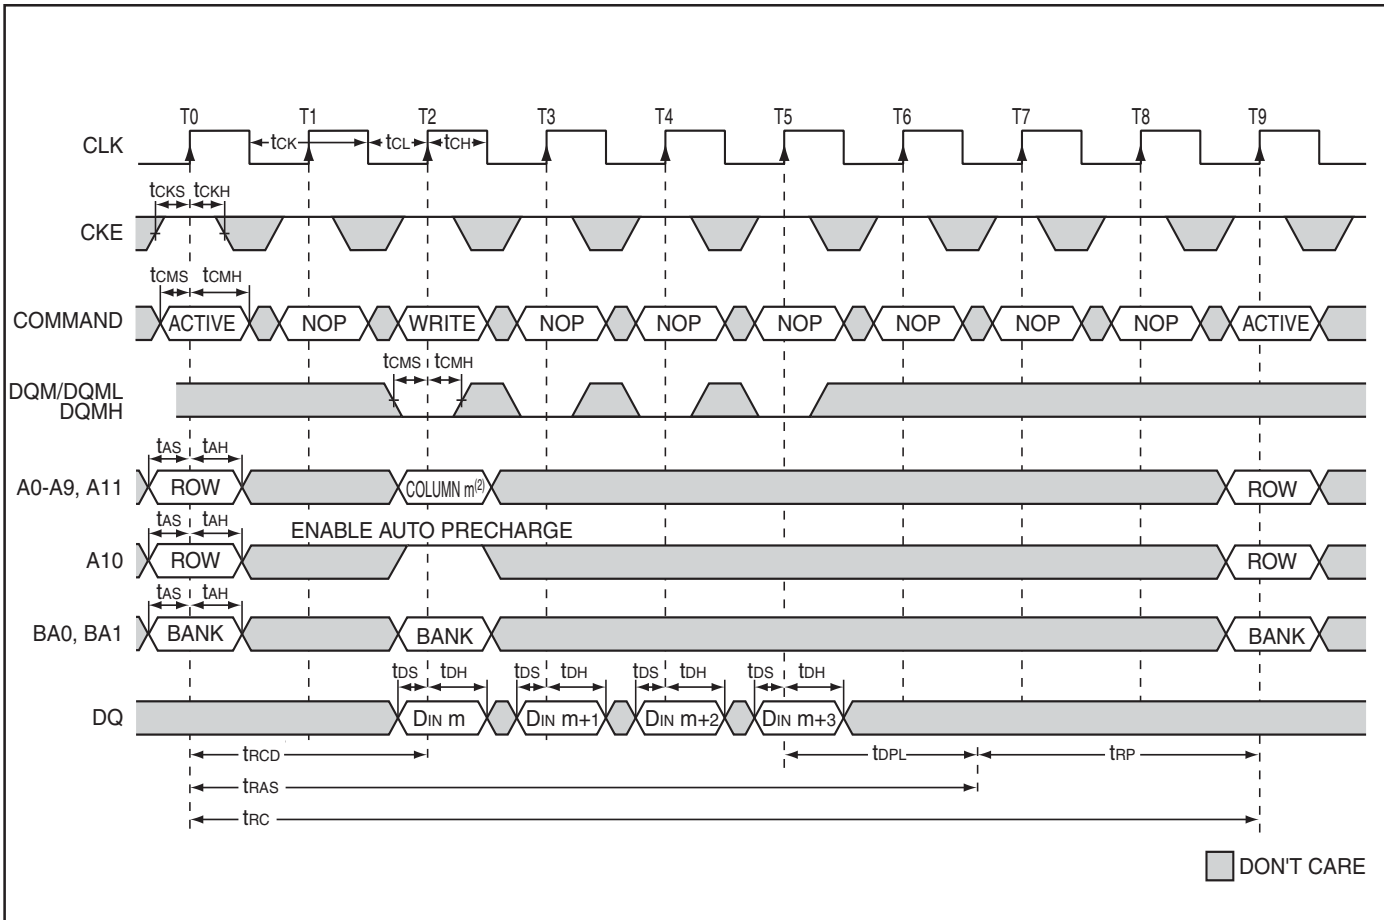 T0 T1 T2 T3 T4 T5 T6 T7 T8 T9
CLK tCK tCL tCH
tCKS tCKH
CKE
tCMS tCMH
COMMAND ACTIVE NOP WRITE NOP NOP NOP NOP NOP NOP ACTIVE
tCMS tCMH
DQM/DQML
DQMH
tAS tAH
A0-A9, A11 ROW COLUMN m(2) ROW
tAS tAH ENABLE AUTO PRECHARGE
A10 ROW ROW
tAS tAH
BA0, BA1 BANK BANK BANK
tDS tDH tDS tDH tDS tDH tDS tDH
DQ DIN m DIN m+1 DIN m+2 DIN m+3
tRCD tDPL tRP
tRAS
tRC
DON'T CARE